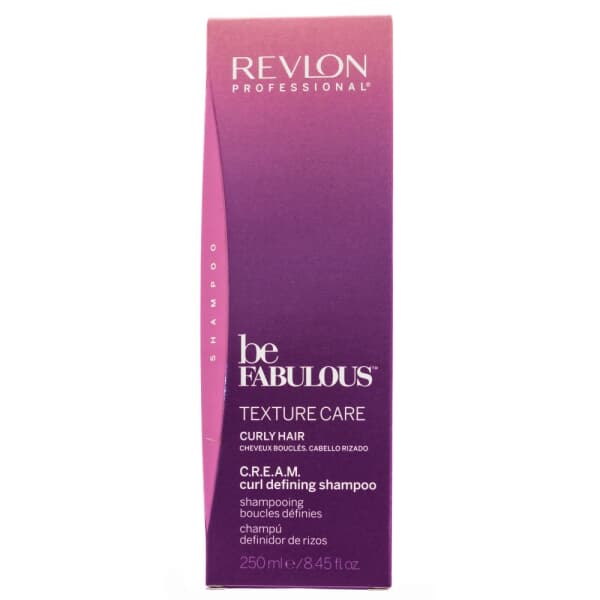 REVLON
PROFESSIONAL®
SHAMPOO
be
FABULOUS™
TEXTURE CARE
CURLY HAIR
CHEVEUX BOUCLÉS. CABELLO RIZADO
C.R.E.A.M.
curl defining shampoo
shampooing
boucles définies
champú
definidor de rizos
250 ml ℮/8.45 fl. oz.